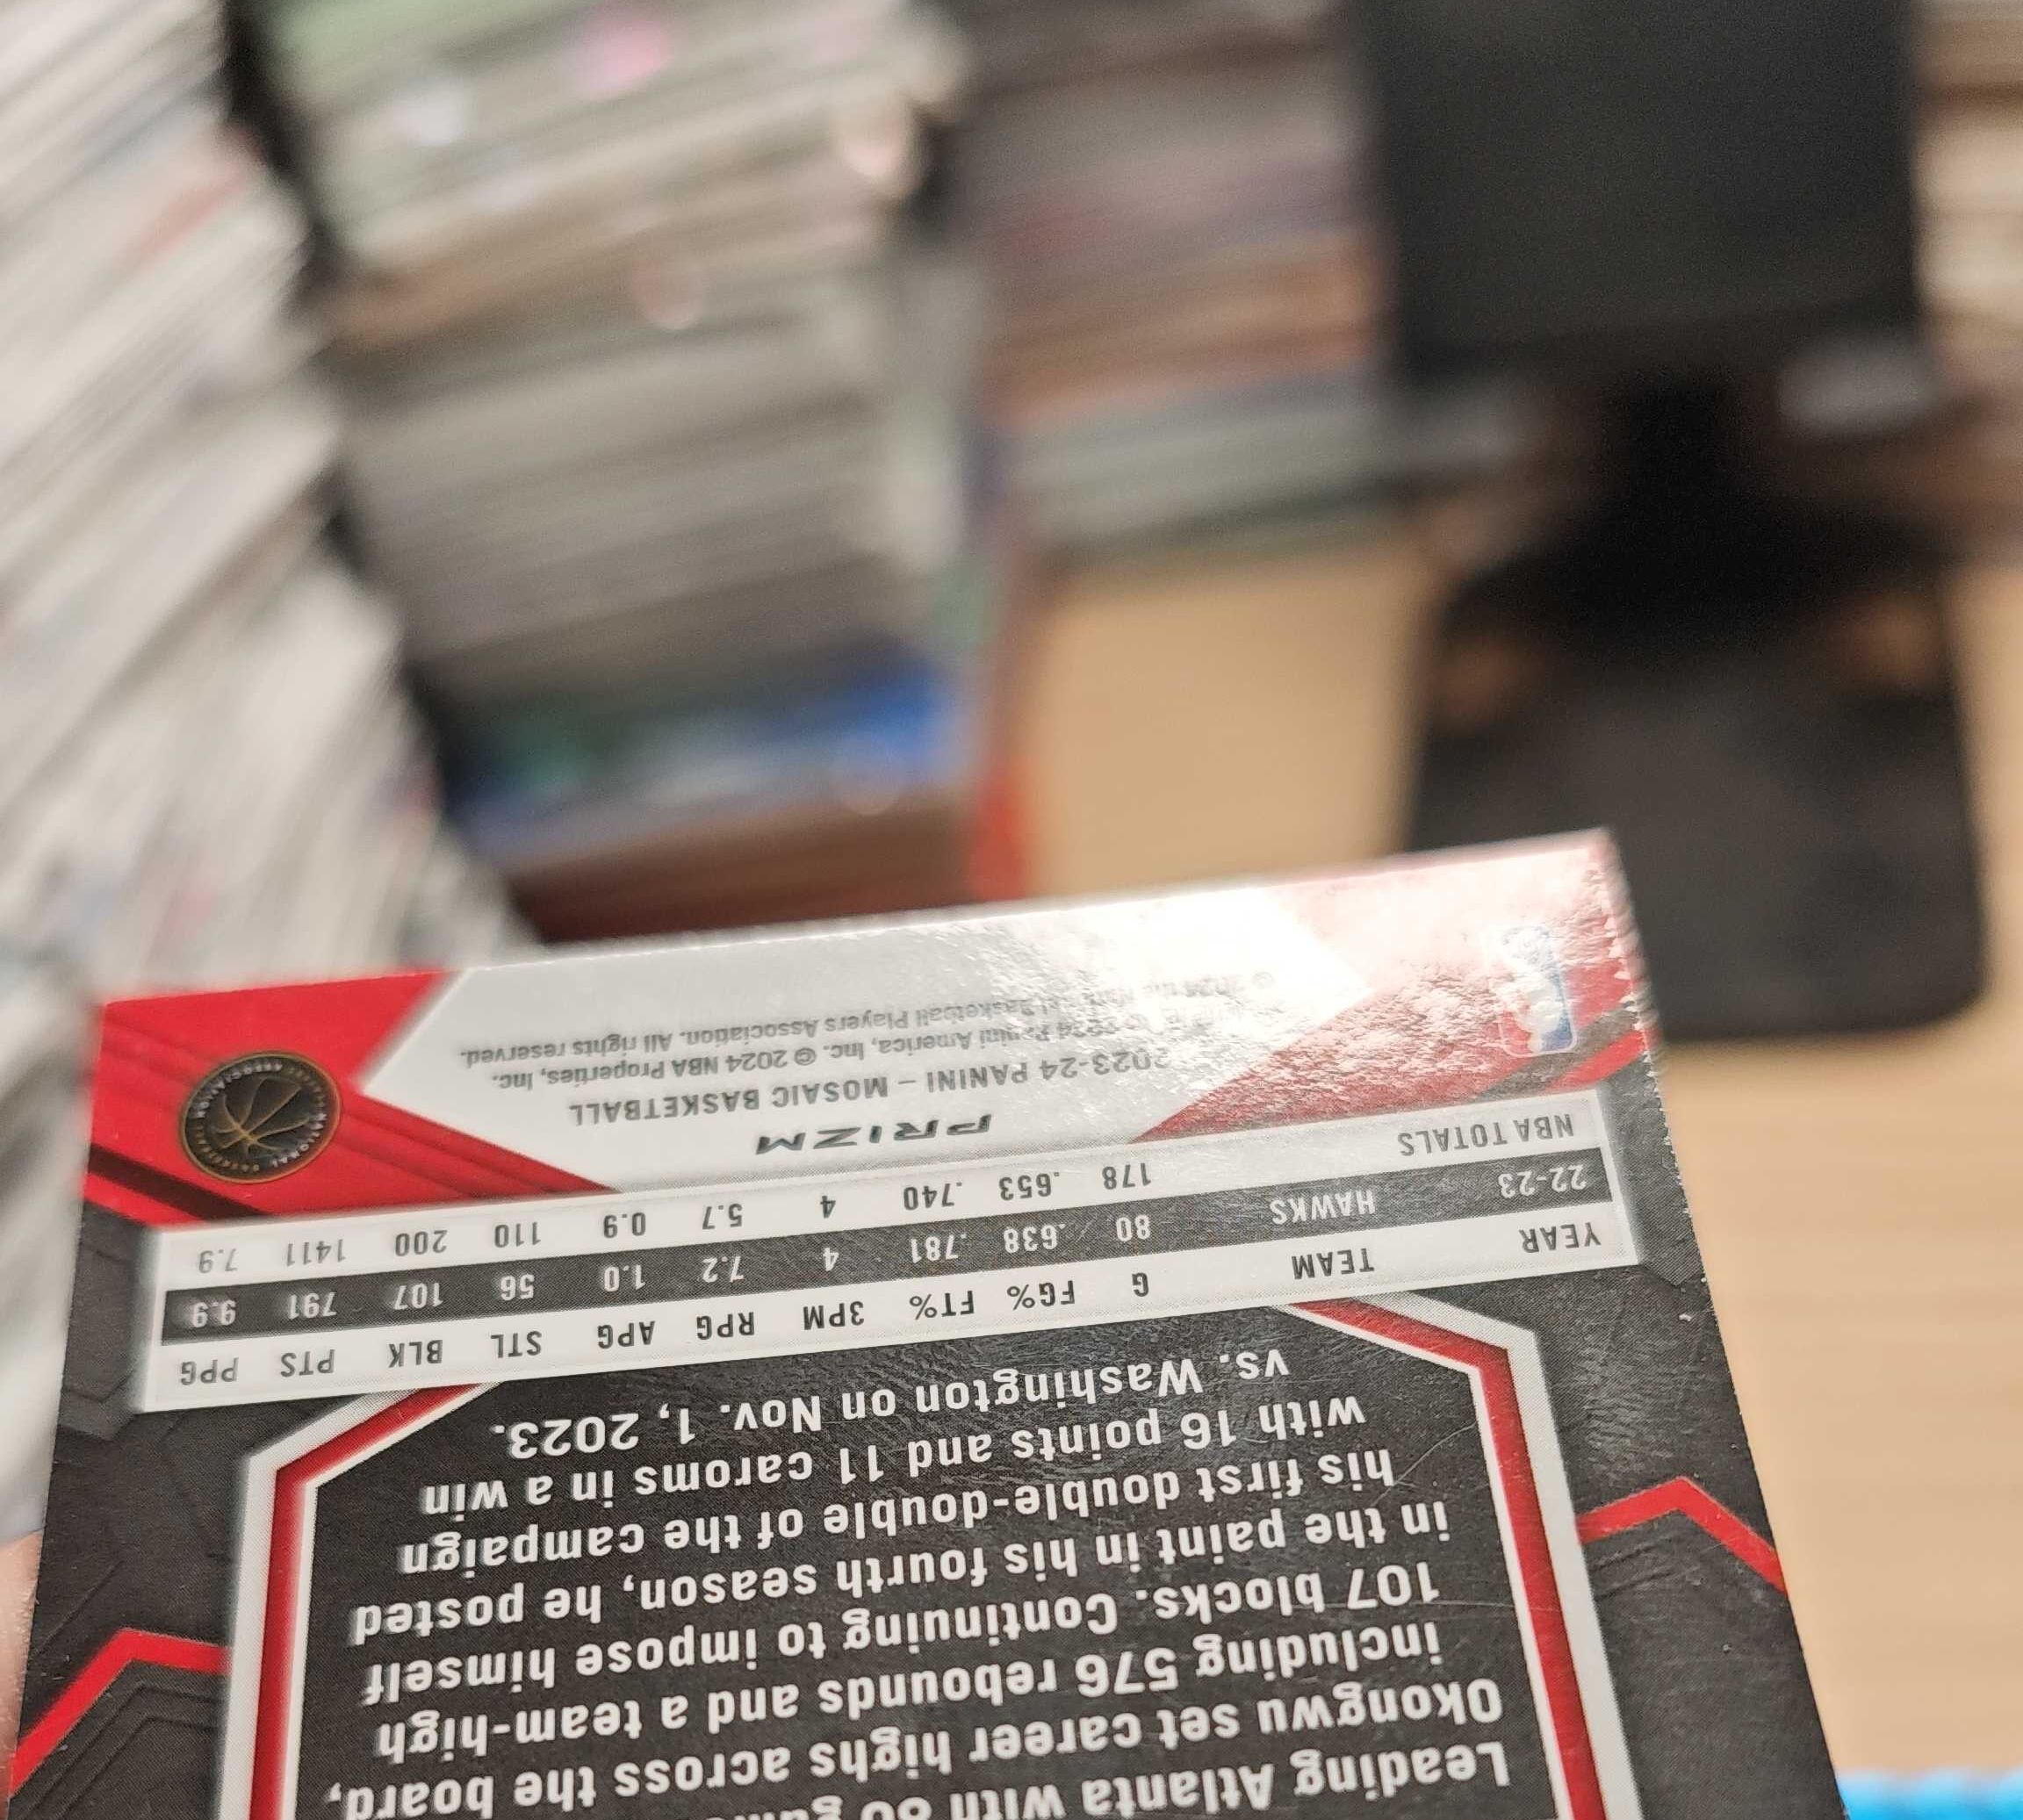 Leading Atlanta with 80
Okongwu set career highs across the board,
including 576 rebounds and a team-high
107 blocks. Continuing to impose himself
in the paint in his fourth season, he posted
his first double-double of the campaign
with 16 points and 11 caroms in a win
vs. Washington on Nov. 1, 2023.
YEAR TEAM G FG% FT% 3PM RPG APG STL BLK PTS PPG
22-23 HAWKS 80 .638 .781 4 7.2 1.0 56 107 791 9.9
NBA TOTALS 178 .653 .740 4 5.7 0.9 110 200 1411 7.9
PRIZM
2023-24 PANINI – MOSAIC BASKETBALL
Panini America, Inc. © 2024 NBA Properties, Inc.
Basketball Players Association. All rights reserved.
NATIONAL BASKETBALL PLAYERS ASSOCIATION